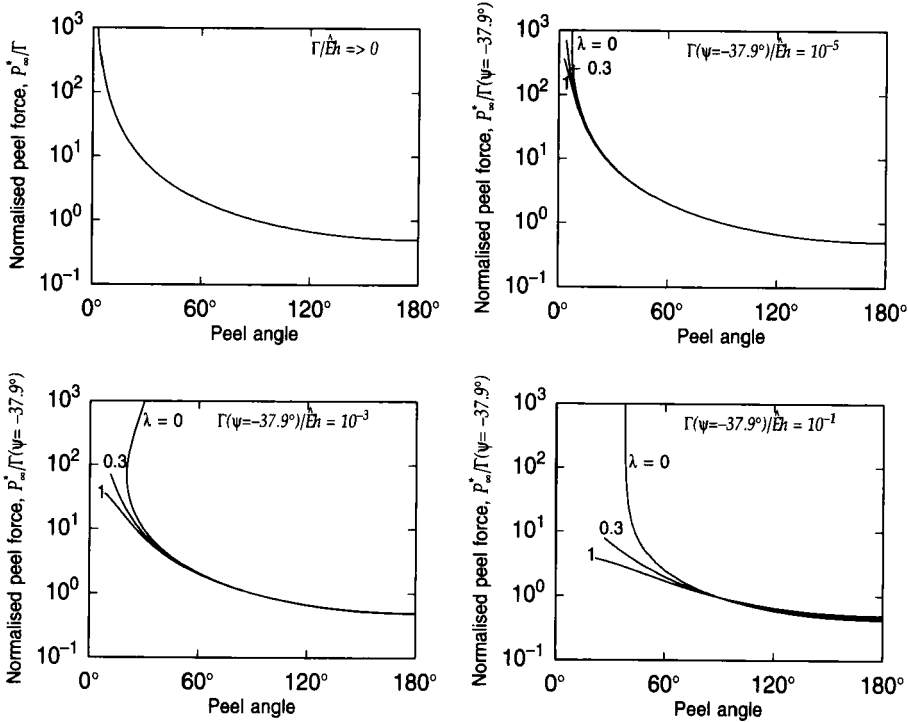 Normalised peel force, P*∞/Γ
10³
10²
10¹
10⁰
10⁻¹
Γ/Êh => 0
0° 60° 120° 180°
Peel angle
Normalised peel force, P*∞/Γ(ψ= −37.9°)
10³
10²
10¹
10⁰
10⁻¹
λ = 0
0.3
1
Γ(ψ=−37.9°)/Êh = 10⁻⁵
0° 60° 120° 180°
Peel angle
Normalised peel force, P*∞/Γ(ψ= −37.9°)
10³
10²
10¹
10⁰
10⁻¹
λ = 0
Γ(ψ=−37.9°)/Êh = 10⁻³
0.3
1
0° 60° 120° 180°
Peel angle
Normalised peel force, P*∞/Γ(ψ= −37.9°)
10³
10²
10¹
10⁰
10⁻¹
Γ(ψ=−37.9°)/Êh = 10⁻¹
λ = 0
0.3
1
0° 60° 120° 180°
Peel angle